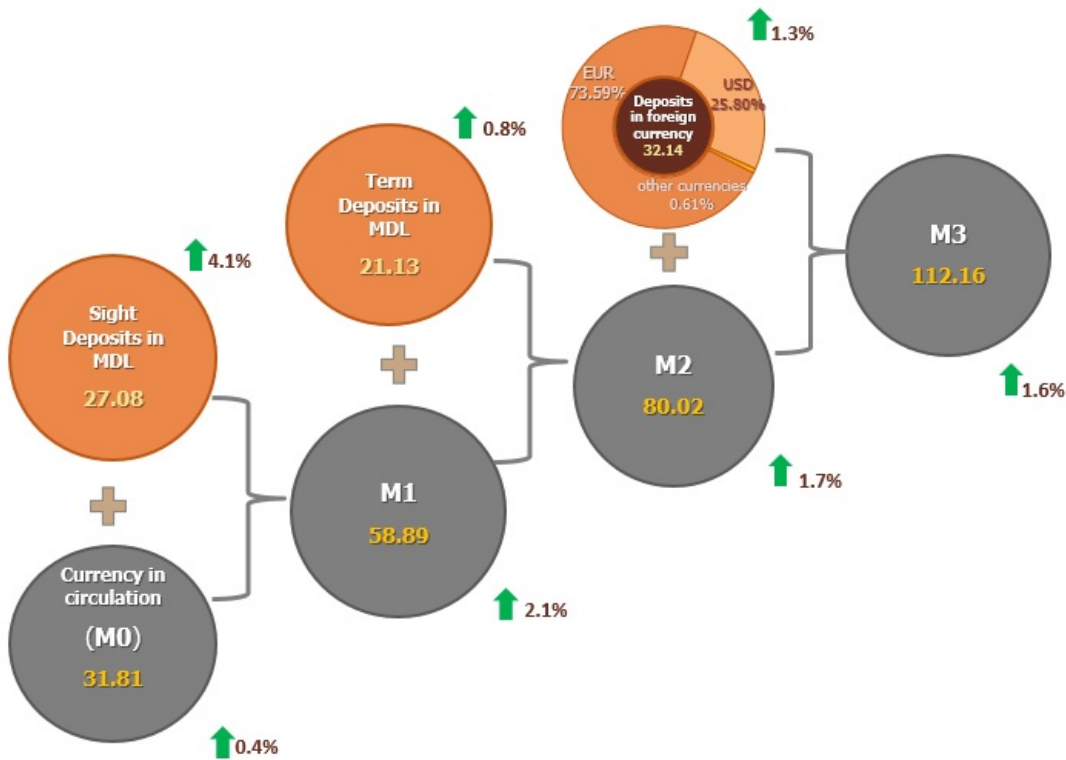 1.3%
EUR
73.59%
USD
25.80%
Deposits
in foreign
currency
32.14
other currencies
0.61%
0.8%
Term
Deposits in
MDL
21.13
M3
112.16
4.1%
Sight
Deposits in
MDL
27.08
M2
80.02
1.6%
1.7%
M1
58.89
2.1%
Currency in
circulation
(M0)
31.81
0.4%